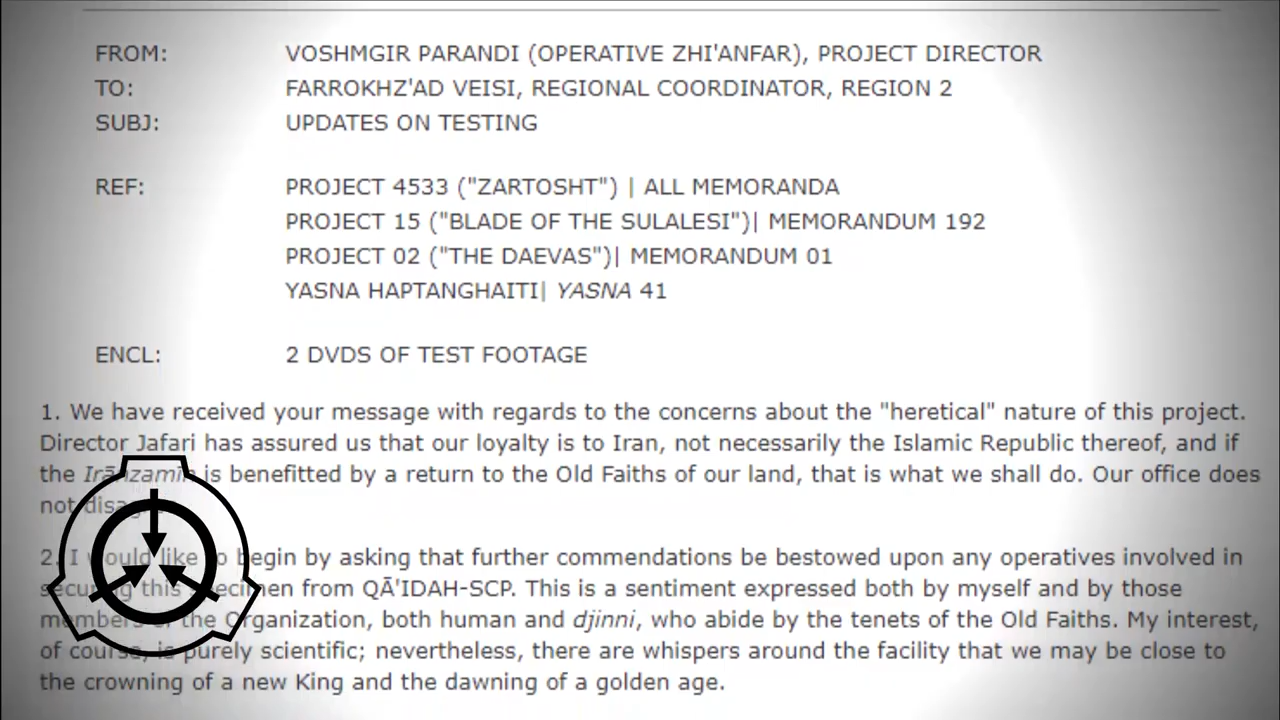 FROM: VOSHMGIR PARANDI (OPERATIVE ZHI'ANFAR), PROJECT DIRECTOR
TO: FARROKHZ'AD VEISI, REGIONAL COORDINATOR, REGION 2
SUBJ: UPDATES ON TESTING
REF: PROJECT 4533 ("ZARTOSHT") | ALL MEMORANDA
PROJECT 15 ("BLADE OF THE SULALESI")| MEMORANDUM 192
PROJECT 02 ("THE DAEVAS")| MEMORANDUM 01
YASNA HAPTANGHAITI| YASNA 41
ENCL: 2 DVDS OF TEST FOOTAGE
1. We have received your message with regards to the concerns about the "heretical" nature of this project.
Director Jafari has assured us that our loyalty is to Iran, not necessarily the Islamic Republic thereof, and if
the Irānzamīn is benefitted by a return to the Old Faiths of our land, that is what we shall do. Our office does
not
2. I would like to begin by asking that further commendations be bestowed upon any operatives involved in
securing this specimen from QĀ'IDAH-SCP. This is a sentiment expressed both by myself and by those
members of the Organization, both human and djinni, who abide by the tenets of the Old Faiths. My interest,
of course, is purely scientific; nevertheless, there are whispers around the facility that we may be close to
the crowning of a new King and the dawning of a golden age.